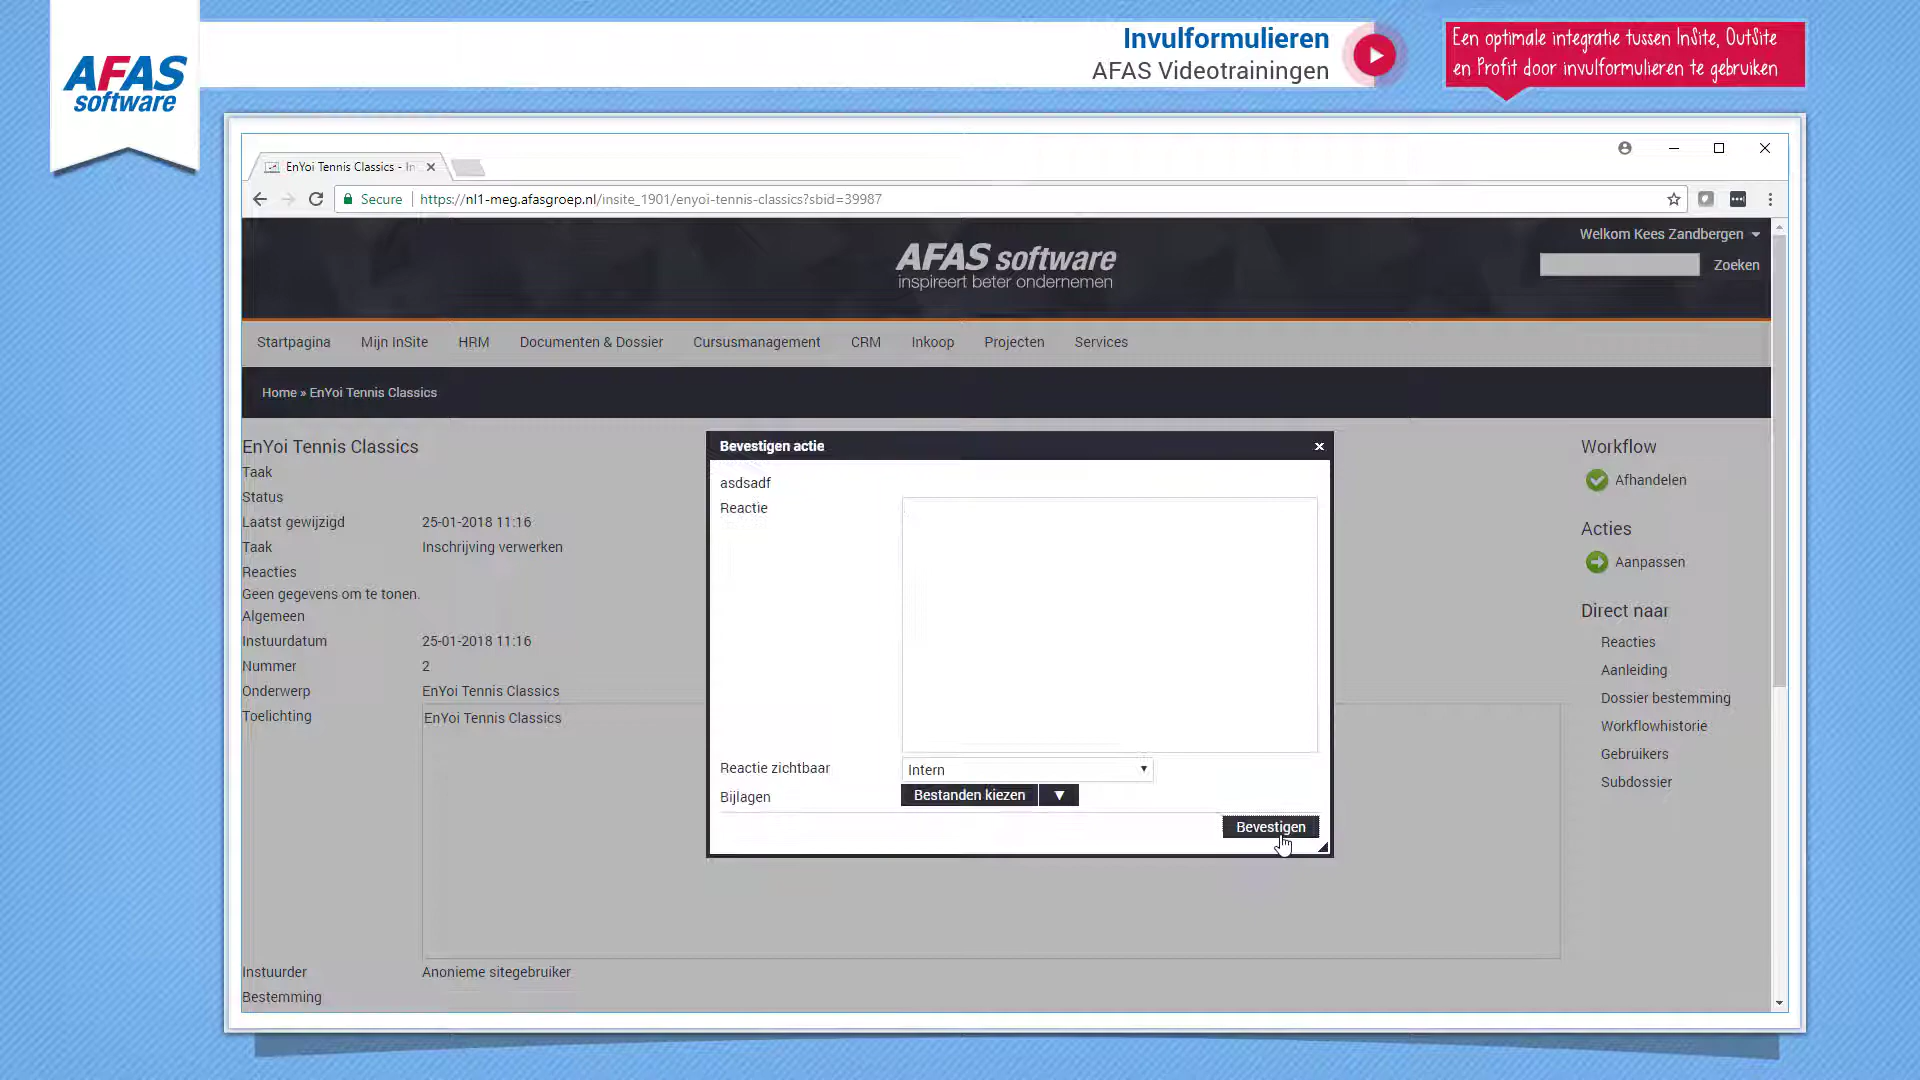 AFAS
software
Invulformulieren
AFAS Videotrainingen
Een optimale integratie tussen InSite, OutSite
en Profit door invulformulieren te gebruiken
EnYoi Tennis Classics - In
Secure
https://nl1-meg.afasgroep.nl/insite_1901/enyoi-tennis-classics?sbid=39987
AFAS software
inspireert beter ondernemen
Welkom Kees Zandbergen
Zoeken
Startpagina Mijn InSite HRM Documenten & Dossier Cursusmanagement CRM Inkoop Projecten Services
Home » EnYoi Tennis Classics
EnYoi Tennis Classics
Taak
Status
Laatst gewijzigd 25-01-2018 11:16
Taak Inschrijving verwerken
Reacties
Geen gegevens om te tonen.
Algemeen
Instuurdatum 25-01-2018 11:16
Nummer 2
Onderwerp EnYoi Tennis Classics
Toelichting EnYoi Tennis Classics
Instuurder Anonieme sitegebruiker
Bestemming
Bevestigen actie
asdsadf
Reactie
Reactie zichtbaar Intern
Bijlagen Bestanden kiezen
Bevestigen
Workflow
Afhandelen
Acties
Aanpassen
Direct naar
Reacties
Aanleiding
Dossier bestemming
Workflowhistorie
Gebruikers
Subdossier